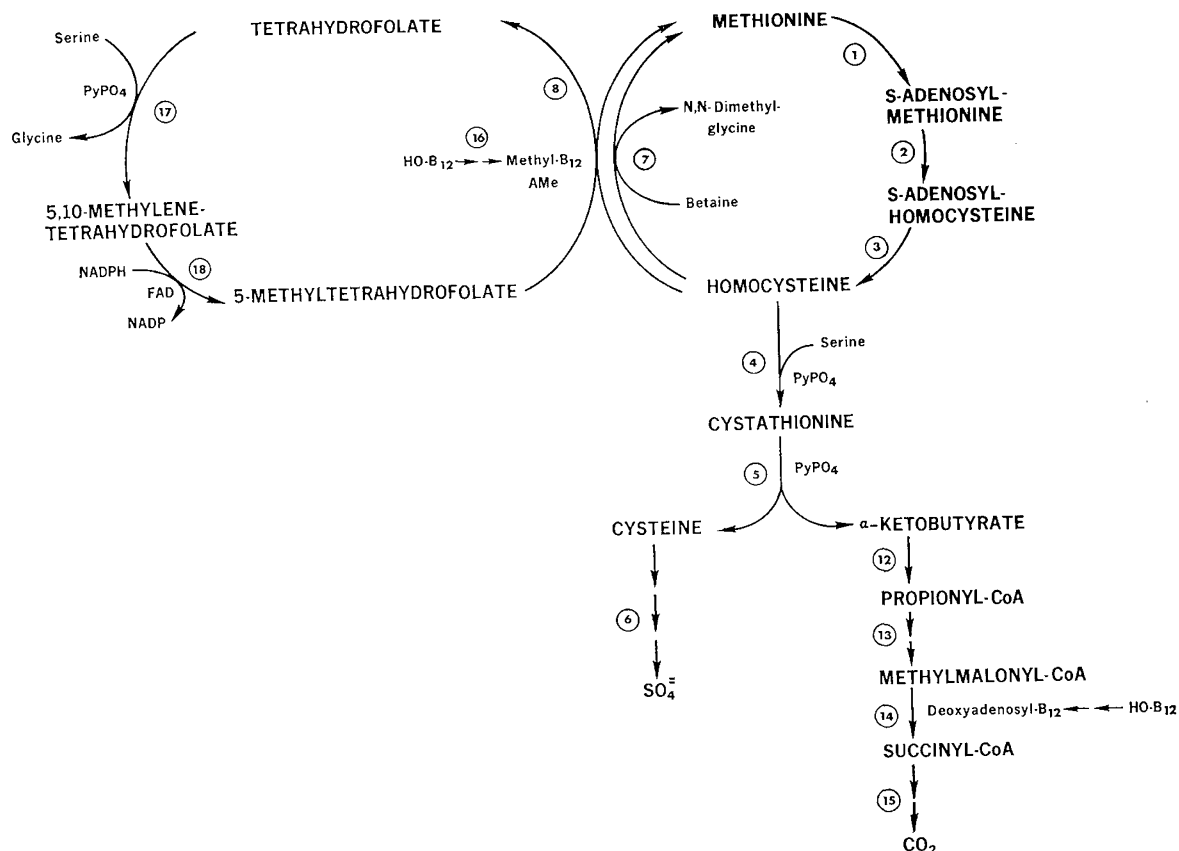 TETRAHYDROFOLATE
Serine
PyPO4
17
Glycine
5,10-METHYLENE-
TETRAHYDROFOLATE
NADPH
18
FAD
NADP
5-METHYLTETRAHYDROFOLATE
8
16
HO-B12
Methyl-B12
AMe
METHIONINE
1
S-ADENOSYL-
METHIONINE
2
S-ADENOSYL-
HOMOCYSTEINE
3
N,N-Dimethyl-
glycine
7
Betaine
HOMOCYSTEINE
4
Serine
PyPO4
CYSTATHIONINE
5
PyPO4
CYSTEINE
6
SO4=
α-KETOBUTYRATE
12
PROPIONYL-CoA
13
METHYLMALONYL-CoA
14
Deoxyadenosyl-B12
HO-B12
SUCCINYL-CoA
15
CO2